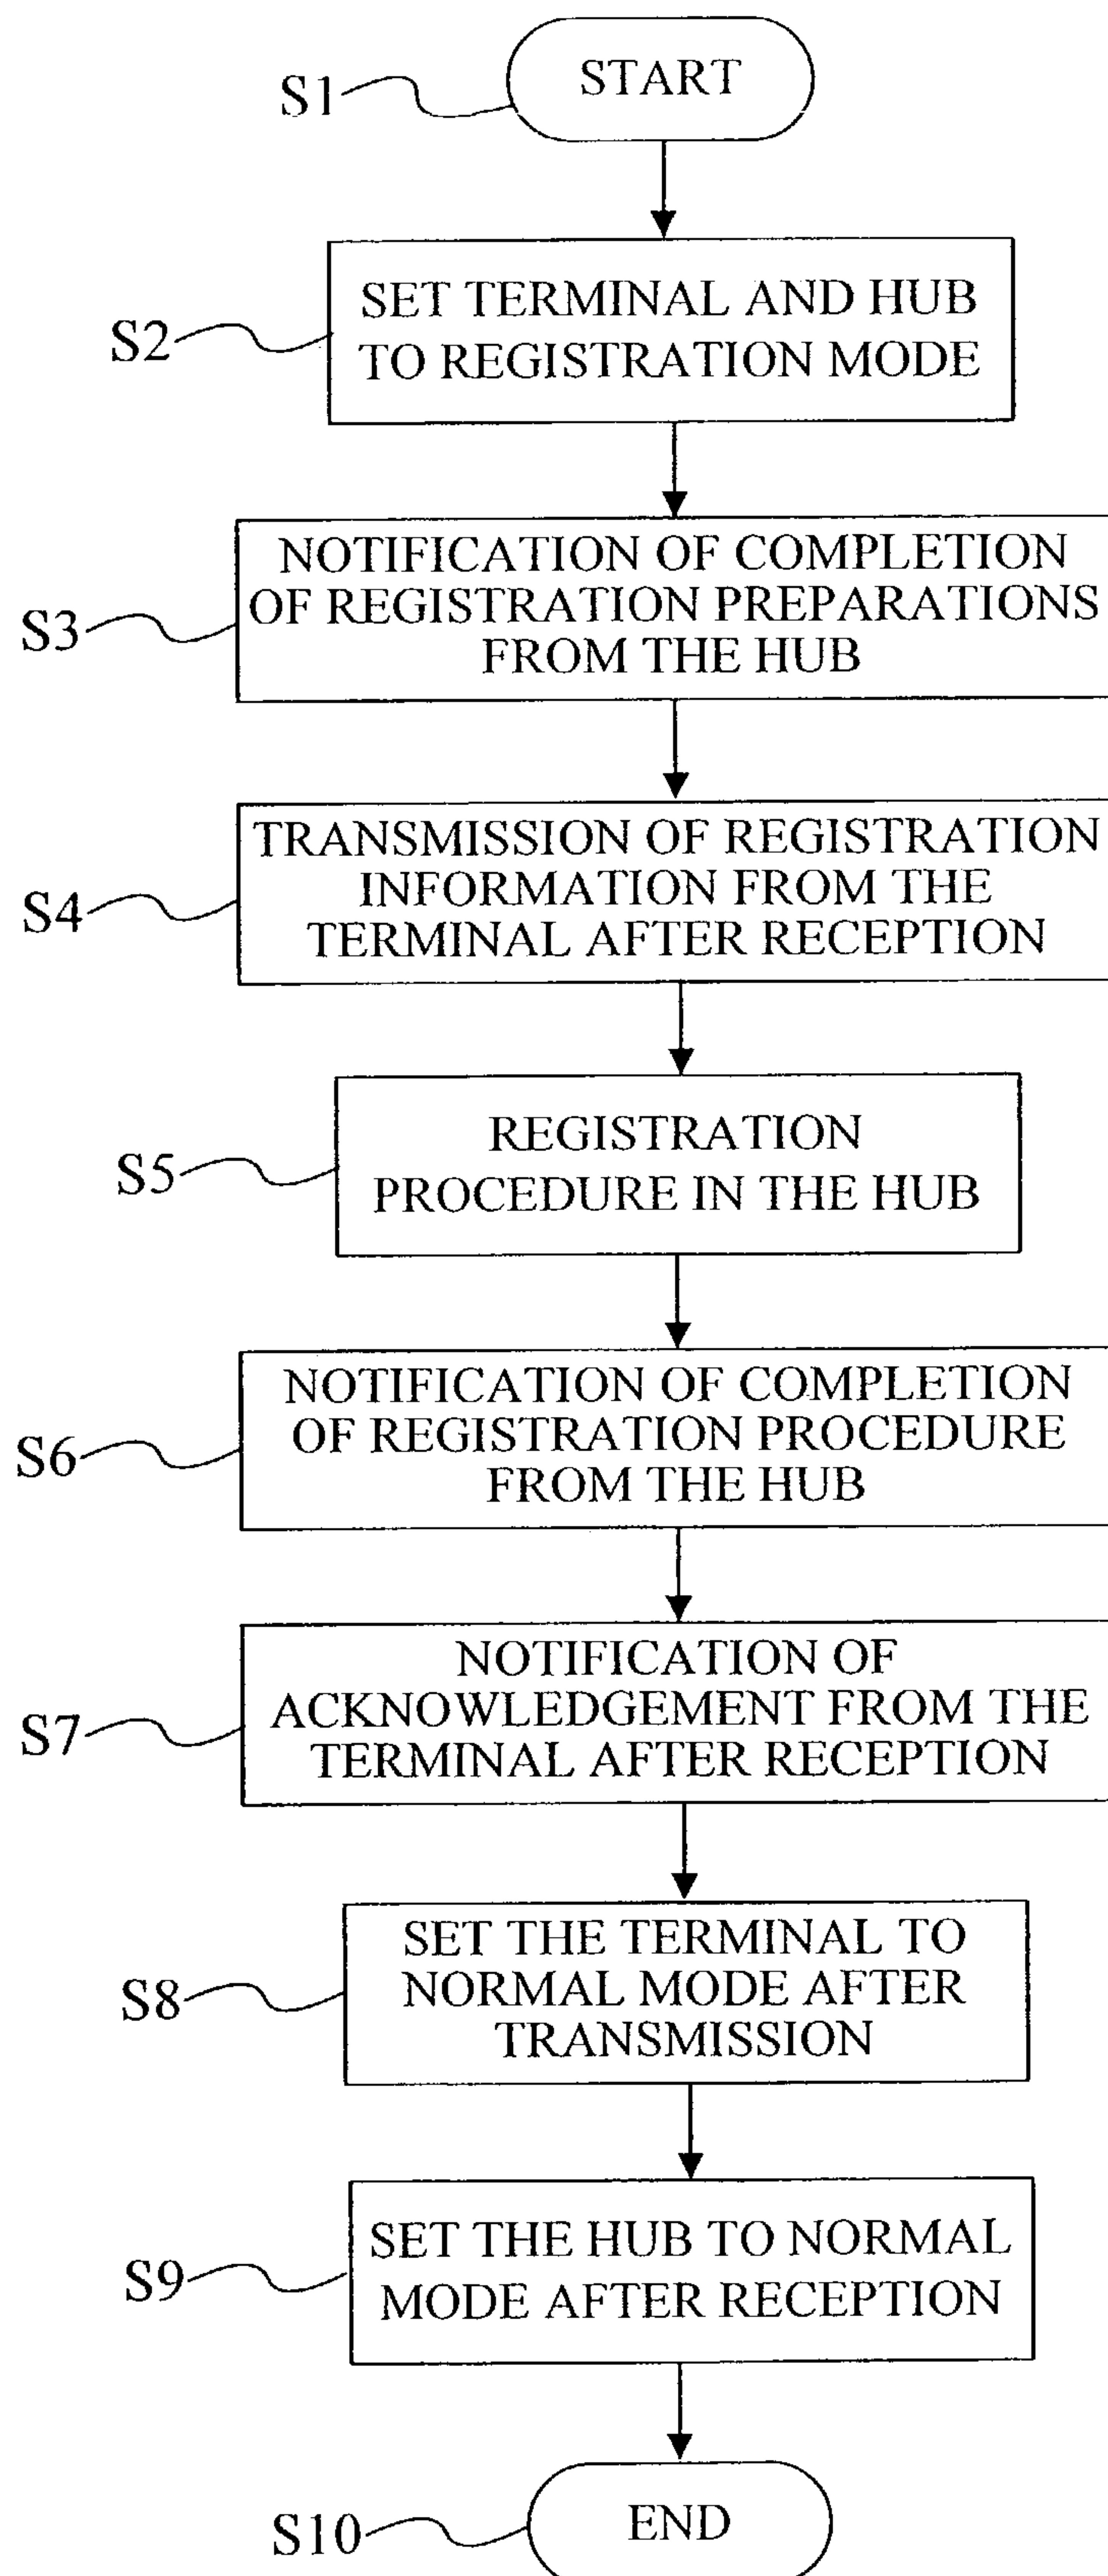 S1
START
S2
SET TERMINAL AND HUB
TO REGISTRATION MODE
S3
NOTIFICATION OF COMPLETION
OF REGISTRATION PREPARATIONS
FROM THE HUB
S4
TRANSMISSION OF REGISTRATION
INFORMATION FROM THE
TERMINAL AFTER RECEPTION
S5
REGISTRATION
PROCEDURE IN THE HUB
S6
NOTIFICATION OF COMPLETION
OF REGISTRATION PROCEDURE
FROM THE HUB
S7
NOTIFICATION OF
ACKNOWLEDGEMENT FROM THE
TERMINAL AFTER RECEPTION
S8
SET THE TERMINAL TO
NORMAL MODE AFTER
TRANSMISSION
S9
SET THE HUB TO NORMAL
MODE AFTER RECEPTION
S10
END